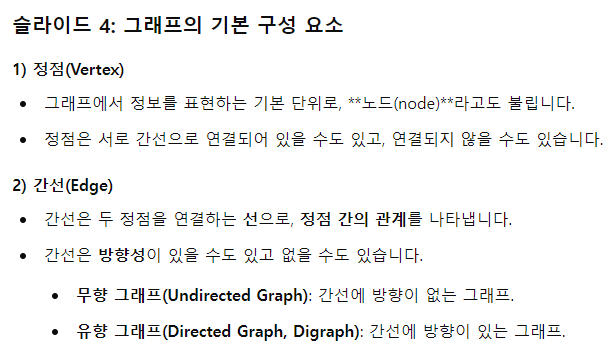 슬라이드 4: 그래프의 기본 구성 요소
1) 정점(Vertex)
• 그래프에서 정보를 표현하는 기본 단위로, **노드(node)**라고도 불립니다.
• 정점은 서로 간선으로 연결되어 있을 수도 있고, 연결되지 않을 수도 있습니다.
2) 간선(Edge)
• 간선은 두 정점을 연결하는 선으로, 정점 간의 관계를 나타냅니다.
• 간선은 방향성이 있을 수도 있고 없을 수도 있습니다.
• 무향 그래프(Undirected Graph): 간선에 방향이 없는 그래프.
• 유향 그래프(Directed Graph, Digraph): 간선에 방향이 있는 그래프.